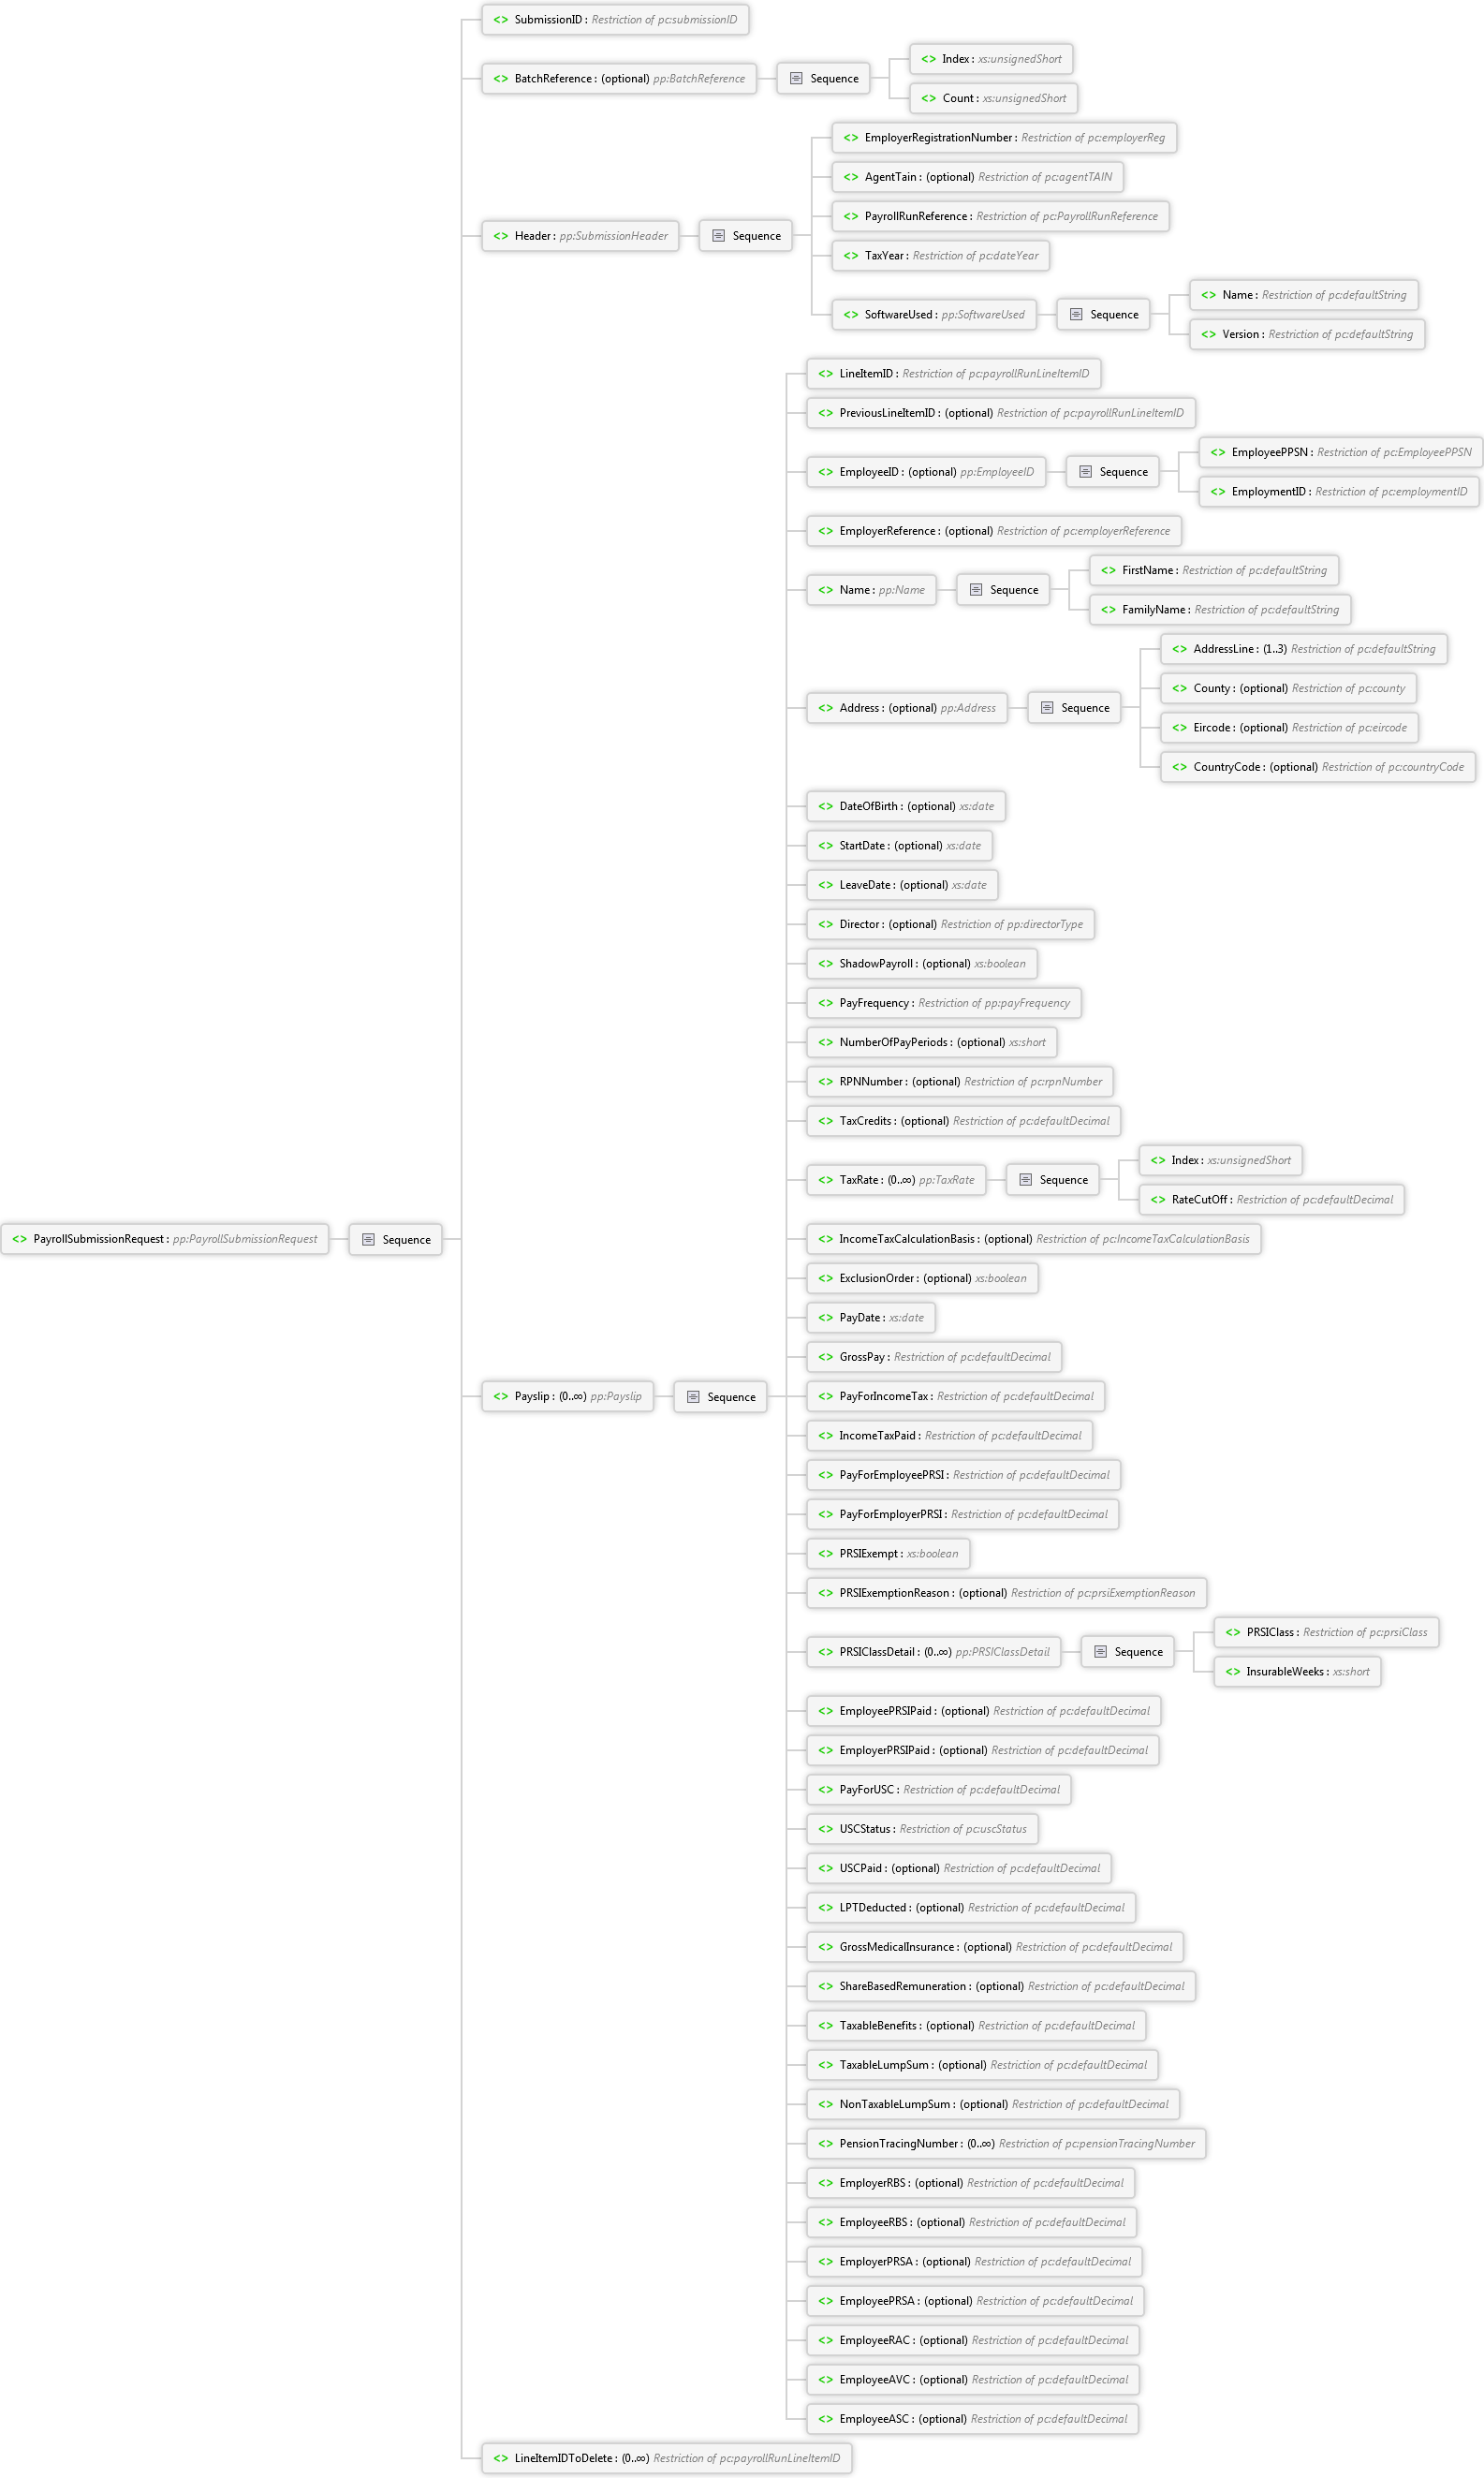 SubmissionID : Restriction of pc:submissionID
BatchReference : (optional) pp:BatchReference
Sequence
Index : xs:unsignedShort
Count : xs:unsignedShort
Header : pp:SubmissionHeader
Sequence
EmployerRegistrationNumber : Restriction of pc:employerReg
AgentTain : (optional) Restriction of pc:agentTAIN
PayrollRunReference : Restriction of pc:PayrollRunReference
TaxYear : Restriction of pc:dateYear
SoftwareUsed : pp:SoftwareUsed
Sequence
Name : Restriction of pc:defaultString
Version : Restriction of pc:defaultString
LineItemID : Restriction of pc:payrollRunLineItemID
PreviousLineItemID : (optional) Restriction of pc:payrollRunLineItemID
EmployeeID : (optional) pp:EmployeeID
Sequence
EmployeePPSN : Restriction of pc:EmployeePPSN
EmploymentID : Restriction of pc:employmentID
EmployerReference : (optional) Restriction of pc:employerReference
Name : pp:Name
Sequence
FirstName : Restriction of pc:defaultString
FamilyName : Restriction of pc:defaultString
Address : (optional) pp:Address
Sequence
AddressLine : (1..3) Restriction of pc:defaultString
County : (optional) Restriction of pc:county
Eircode : (optional) Restriction of pc:eircode
CountryCode : (optional) Restriction of pc:countryCode
DateOfBirth : (optional) xs:date
StartDate : (optional) xs:date
LeaveDate : (optional) xs:date
Director : (optional) Restriction of pp:directorType
ShadowPayroll : (optional) xs:boolean
PayFrequency : Restriction of pp:payFrequency
NumberOfPayPeriods : (optional) xs:short
RPNNumber : (optional) Restriction of pc:rpnNumber
TaxCredits : (optional) Restriction of pc:defaultDecimal
TaxRate : (0..∞) pp:TaxRate
Sequence
Index : xs:unsignedShort
RateCutOff : Restriction of pc:defaultDecimal
PayrollSubmissionRequest : pp:PayrollSubmissionRequest
Sequence
IncomeTaxCalculationBasis : (optional) Restriction of pc:IncomeTaxCalculationBasis
ExclusionOrder : (optional) xs:boolean
PayDate : xs:date
GrossPay : Restriction of pc:defaultDecimal
Payslip : (0..∞) pp:Payslip
Sequence
PayForIncomeTax : Restriction of pc:defaultDecimal
IncomeTaxPaid : Restriction of pc:defaultDecimal
PayForEmployeePRSI : Restriction of pc:defaultDecimal
PayForEmployerPRSI : Restriction of pc:defaultDecimal
PRSIExempt : xs:boolean
PRSIExemptionReason : (optional) Restriction of pc:prsiExemptionReason
PRSIClassDetail : (0..∞) pp:PRSIClassDetail
Sequence
PRSIClass : Restriction of pc:prsiClass
InsurableWeeks : xs:short
EmployeePRSIPaid : (optional) Restriction of pc:defaultDecimal
EmployerPRSIPaid : (optional) Restriction of pc:defaultDecimal
PayForUSC : Restriction of pc:defaultDecimal
USCStatus : Restriction of pc:uscStatus
USCPaid : (optional) Restriction of pc:defaultDecimal
LPTDeducted : (optional) Restriction of pc:defaultDecimal
GrossMedicalInsurance : (optional) Restriction of pc:defaultDecimal
ShareBasedRemuneration : (optional) Restriction of pc:defaultDecimal
TaxableBenefits : (optional) Restriction of pc:defaultDecimal
TaxableLumpSum : (optional) Restriction of pc:defaultDecimal
NonTaxableLumpSum : (optional) Restriction of pc:defaultDecimal
PensionTracingNumber : (0..∞) Restriction of pc:pensionTracingNumber
EmployerRBS : (optional) Restriction of pc:defaultDecimal
EmployeeRBS : (optional) Restriction of pc:defaultDecimal
EmployerPRSA : (optional) Restriction of pc:defaultDecimal
EmployeePRSA : (optional) Restriction of pc:defaultDecimal
EmployeeRAC : (optional) Restriction of pc:defaultDecimal
EmployeeAVC : (optional) Restriction of pc:defaultDecimal
EmployeeASC : (optional) Restriction of pc:defaultDecimal
LineItemIDToDelete : (0..∞) Restriction of pc:payrollRunLineItemID